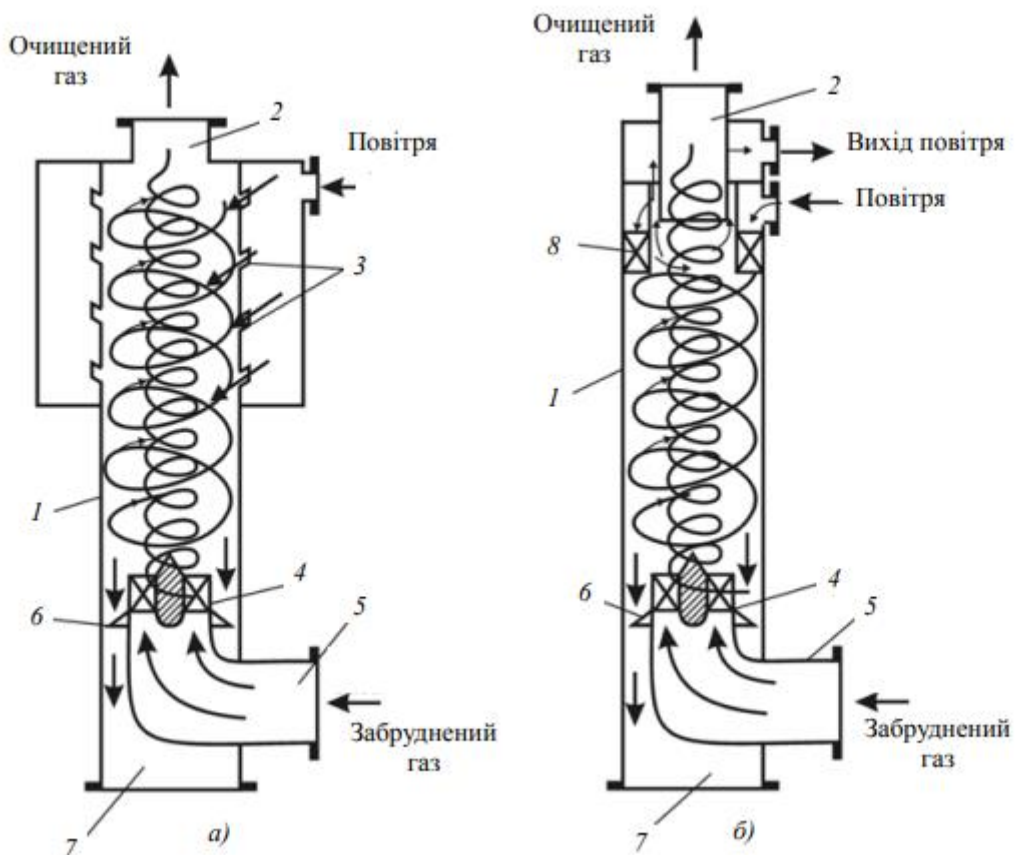 Очищений
газ
2
Повітря
3
1
4
6
5
Забруднений
газ
7
а)
Очищений
газ
2
Вихід повітря
Повітря
8
1
4
6
5
Забруднений
газ
7
б)